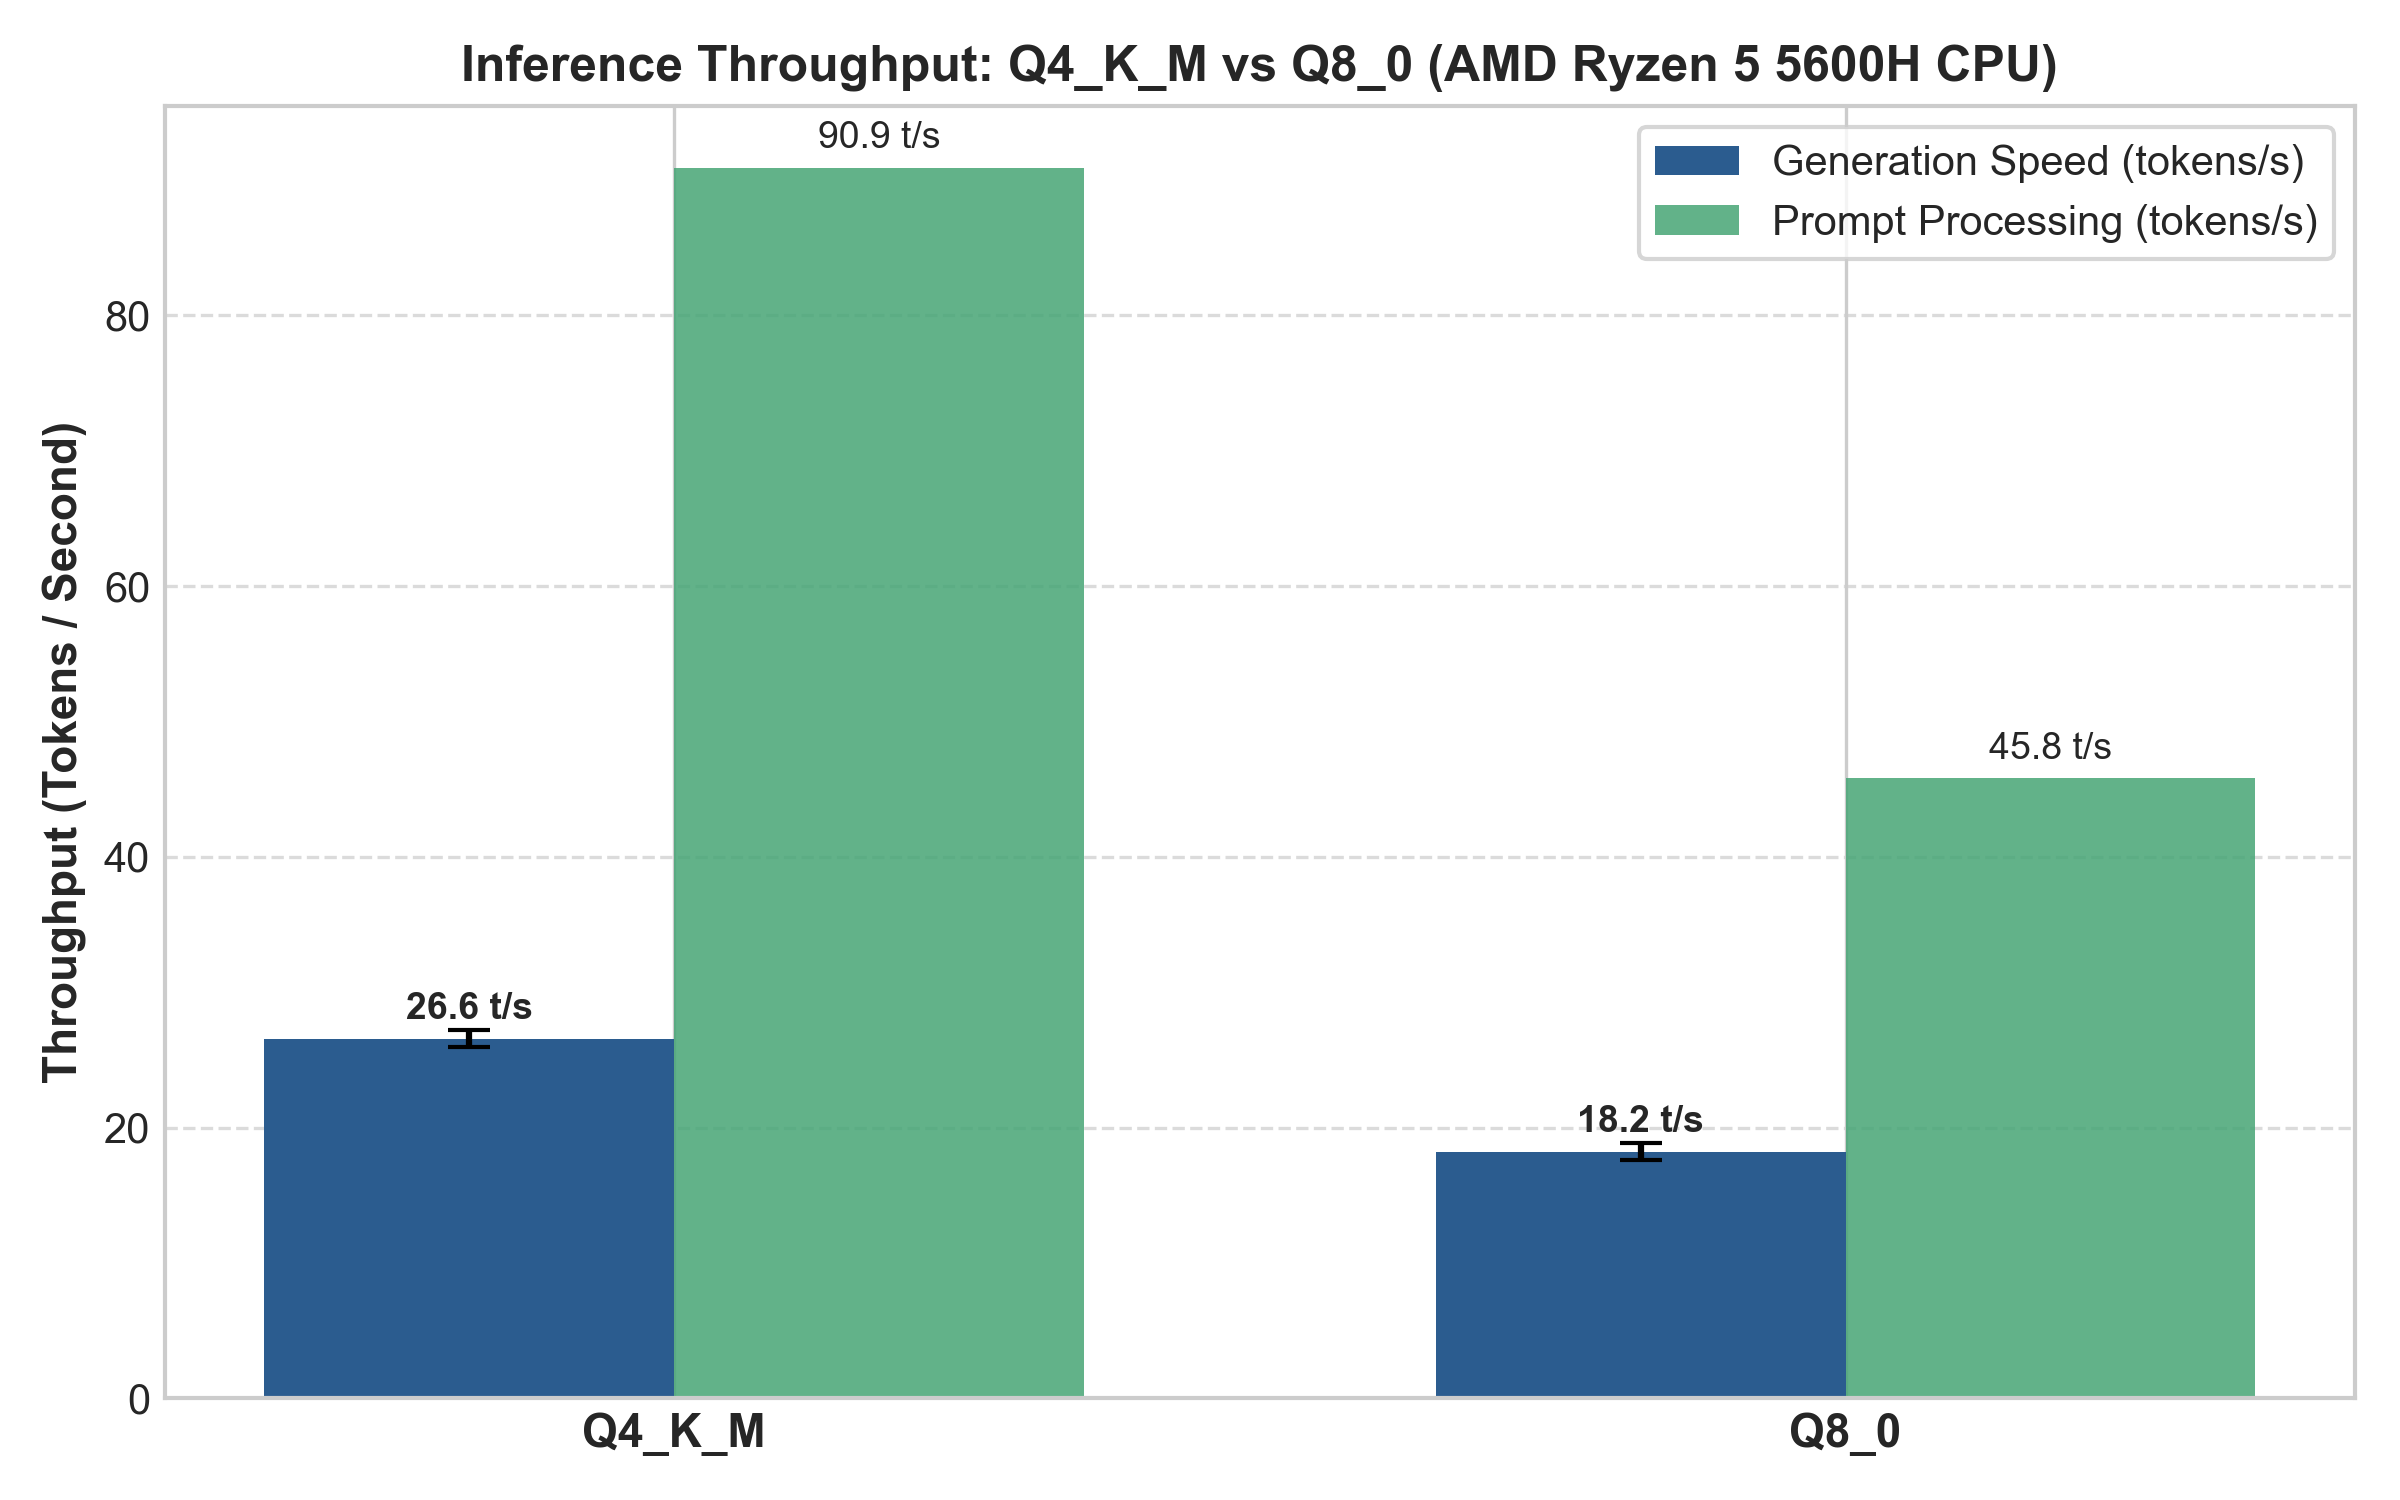 Inference Throughput: Q4_K_M vs Q8_0 (AMD Ryzen 5 5600H CPU)
Generation Speed (tokens/s)
Prompt Processing (tokens/s)
Throughput (Tokens / Second)
80
60
40
20
0
90.9 t/s
26.6 t/s
45.8 t/s
18.2 t/s
Q4_K_M
Q8_0